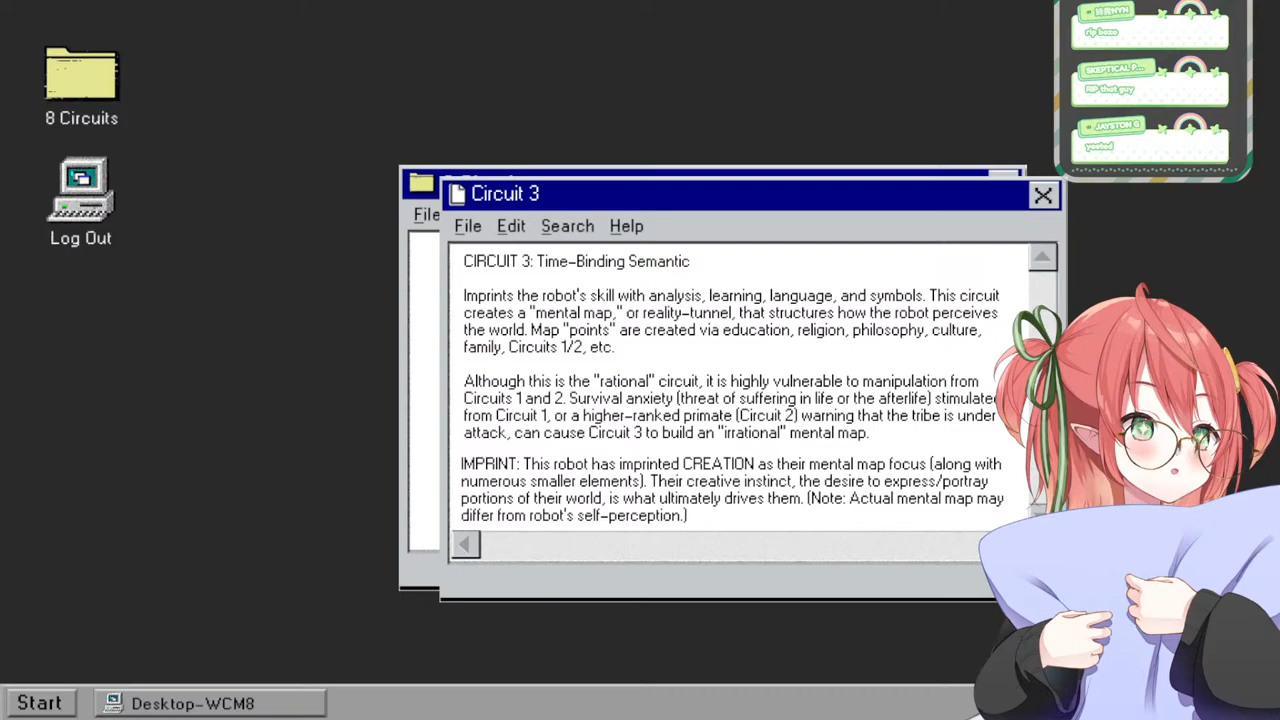 8 Circuits
Log Out
rip boze
SKEPTICAL P...
RIP that guy
JAYSTON G
yeeted
File
Circuit 3
File Edit Search Help
CIRCUIT 3: Time-Binding Semantic
Imprints the robot's skill with analysis, learning, language, and symbols. This circuit
creates a "mental map," or reality-tunnel, that structures how the robot perceives
the world. Map "points" are created via education, religion, philosophy, culture,
family, Circuits 1/2, etc.
Although this is the "rational" circuit, it is highly vulnerable to manipulation from
Circuits 1 and 2. Survival anxiety (threat of suffering in life or the afterlife) stimulated
from Circuit 1, or a higher-ranked primate (Circuit 2) warning that the tribe is under
attack, can cause Circuit 3 to build an "irrational" mental map.
IMPRINT: This robot has imprinted CREATION as their mental map focus (along with
numerous smaller elements). Their creative instinct, the desire to express/portray
portions of their world, is what ultimately drives them. (Note: Actual mental map may
differ from robot's self-perception.)
Start
Desktop-WCM8